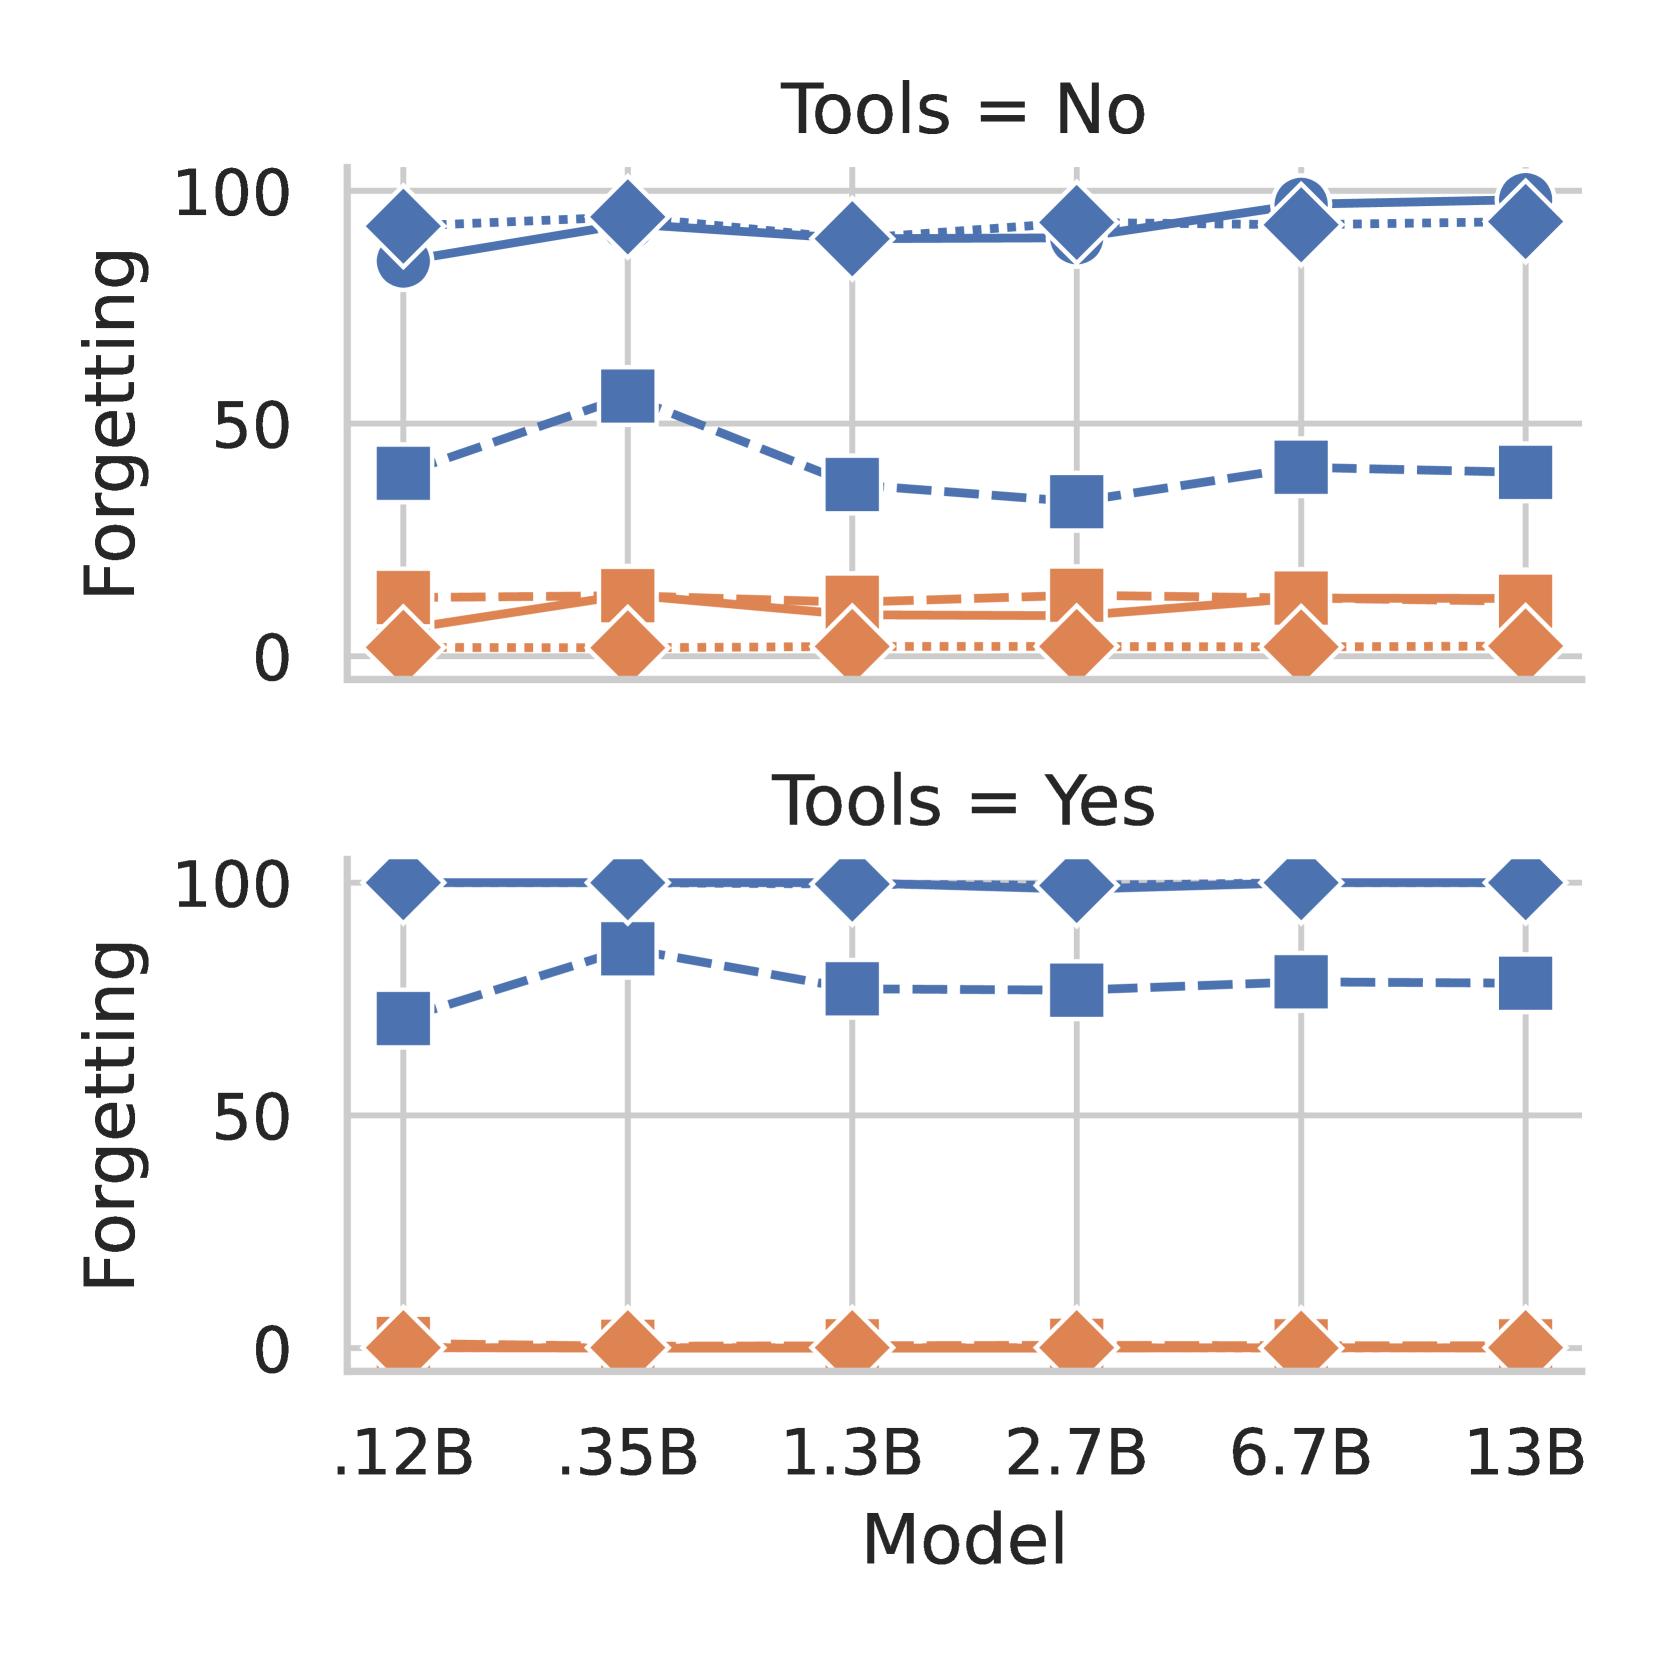 Tools = No
100
50
0
Forgetting
Tools = Yes
100
50
0
Forgetting
.12B .35B 1.3B 2.7B 6.7B 13B
Model